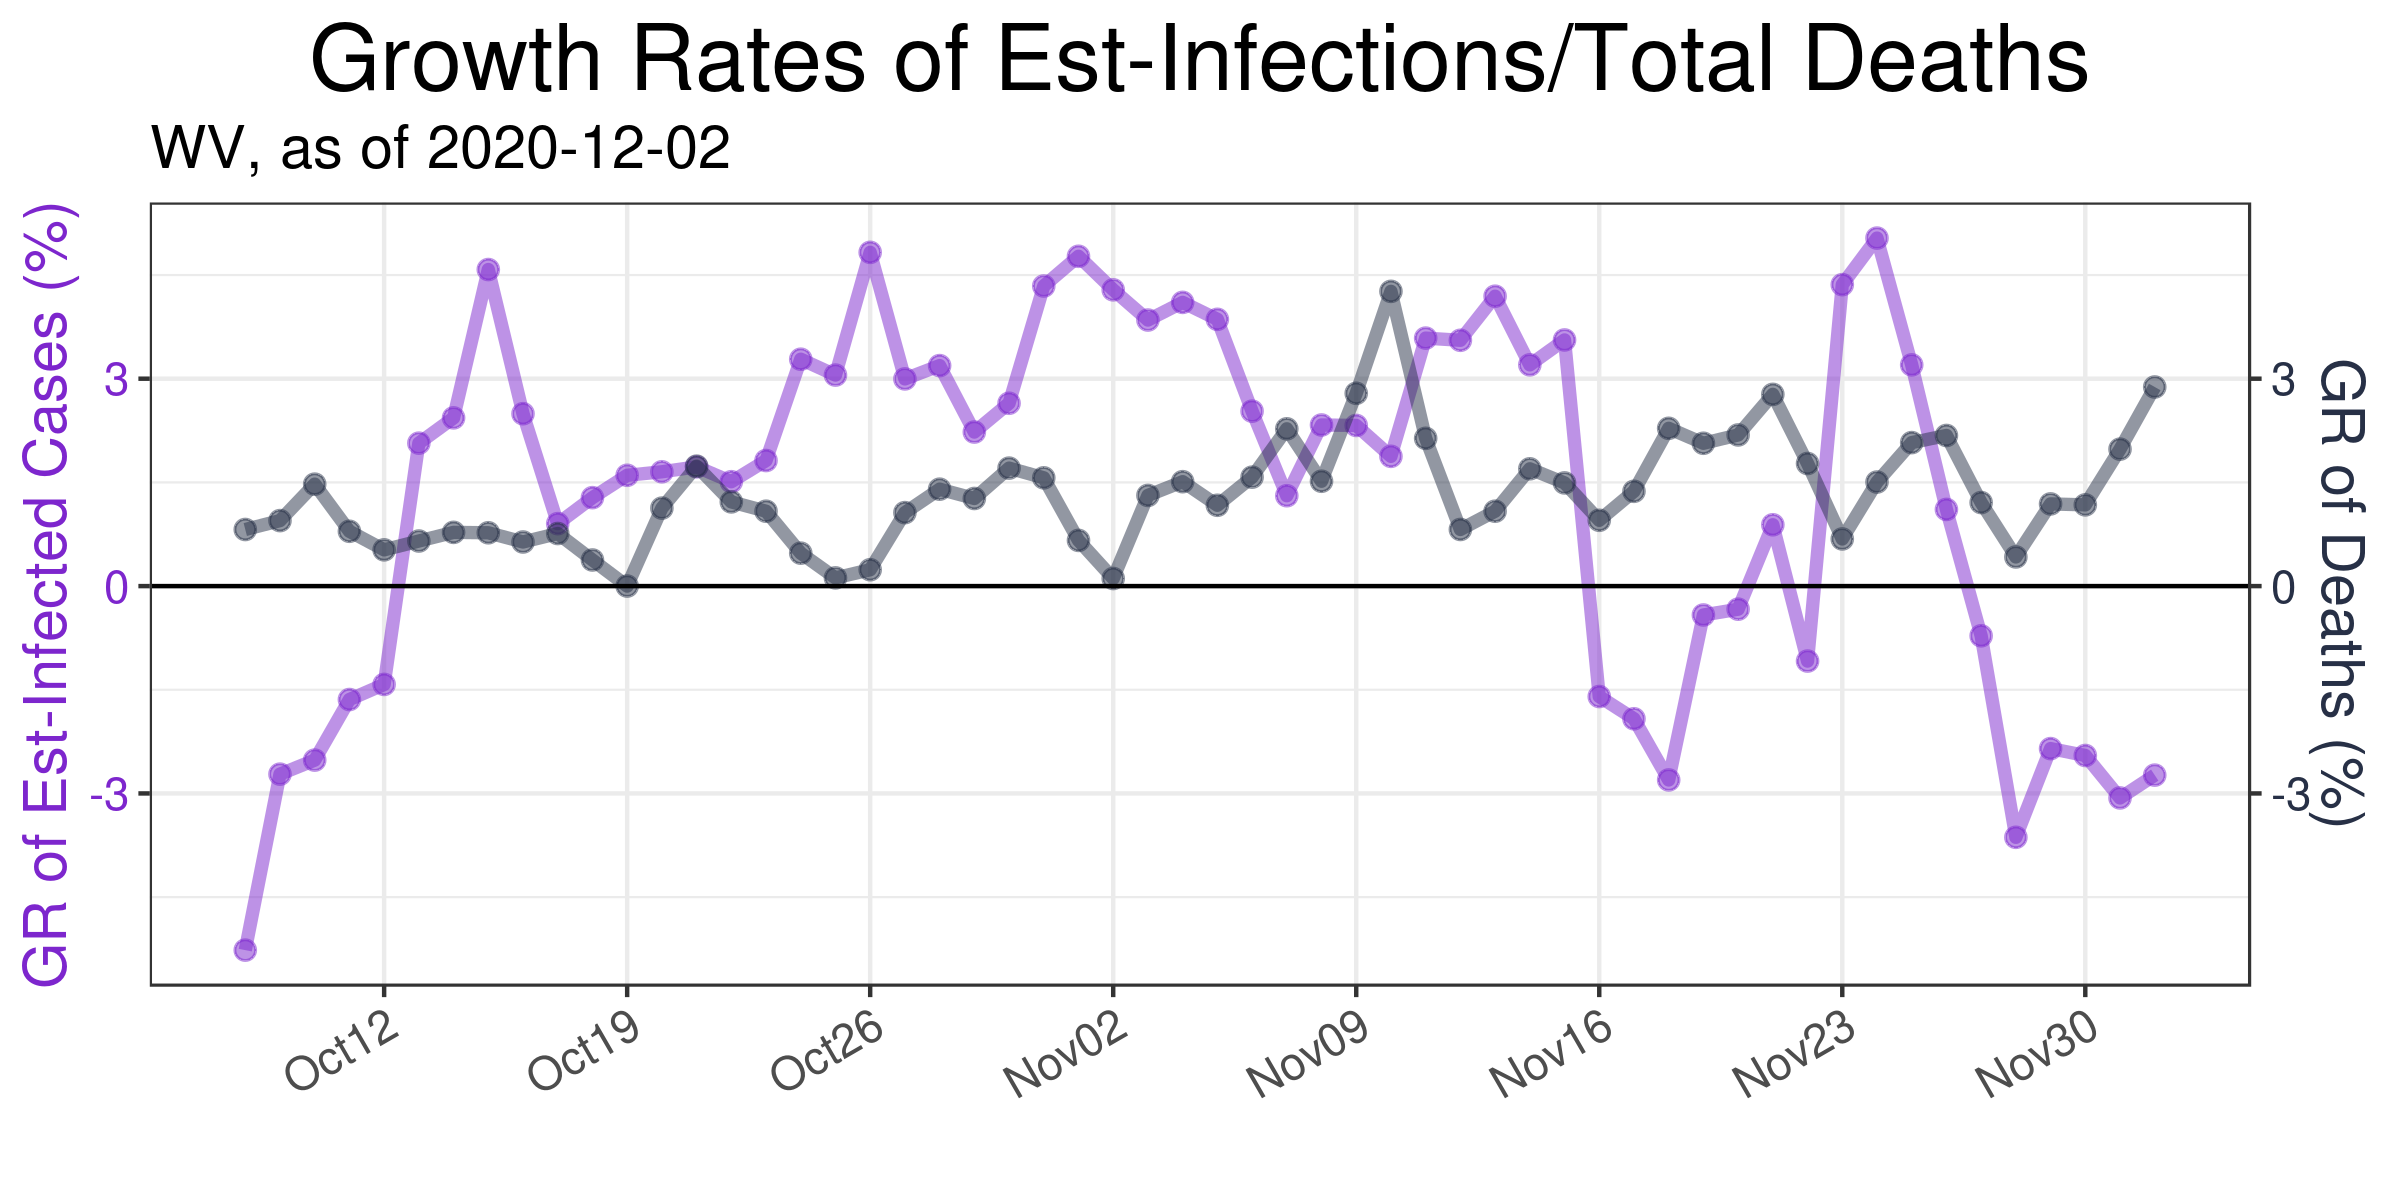 Growth Rates of Est-Infections/Total Deaths
WV, as of 2020-12-02
GR of Est-Infected Cases (%)
3
0
-3
3
0
-3
GR of Deaths (%)
Oct12
Oct19
Oct26
Nov02
Nov09
Nov16
Nov23
Nov30